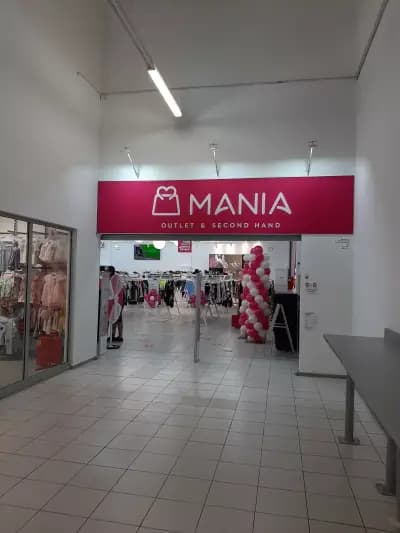 MANIA
OUTLET & SECOND HAND